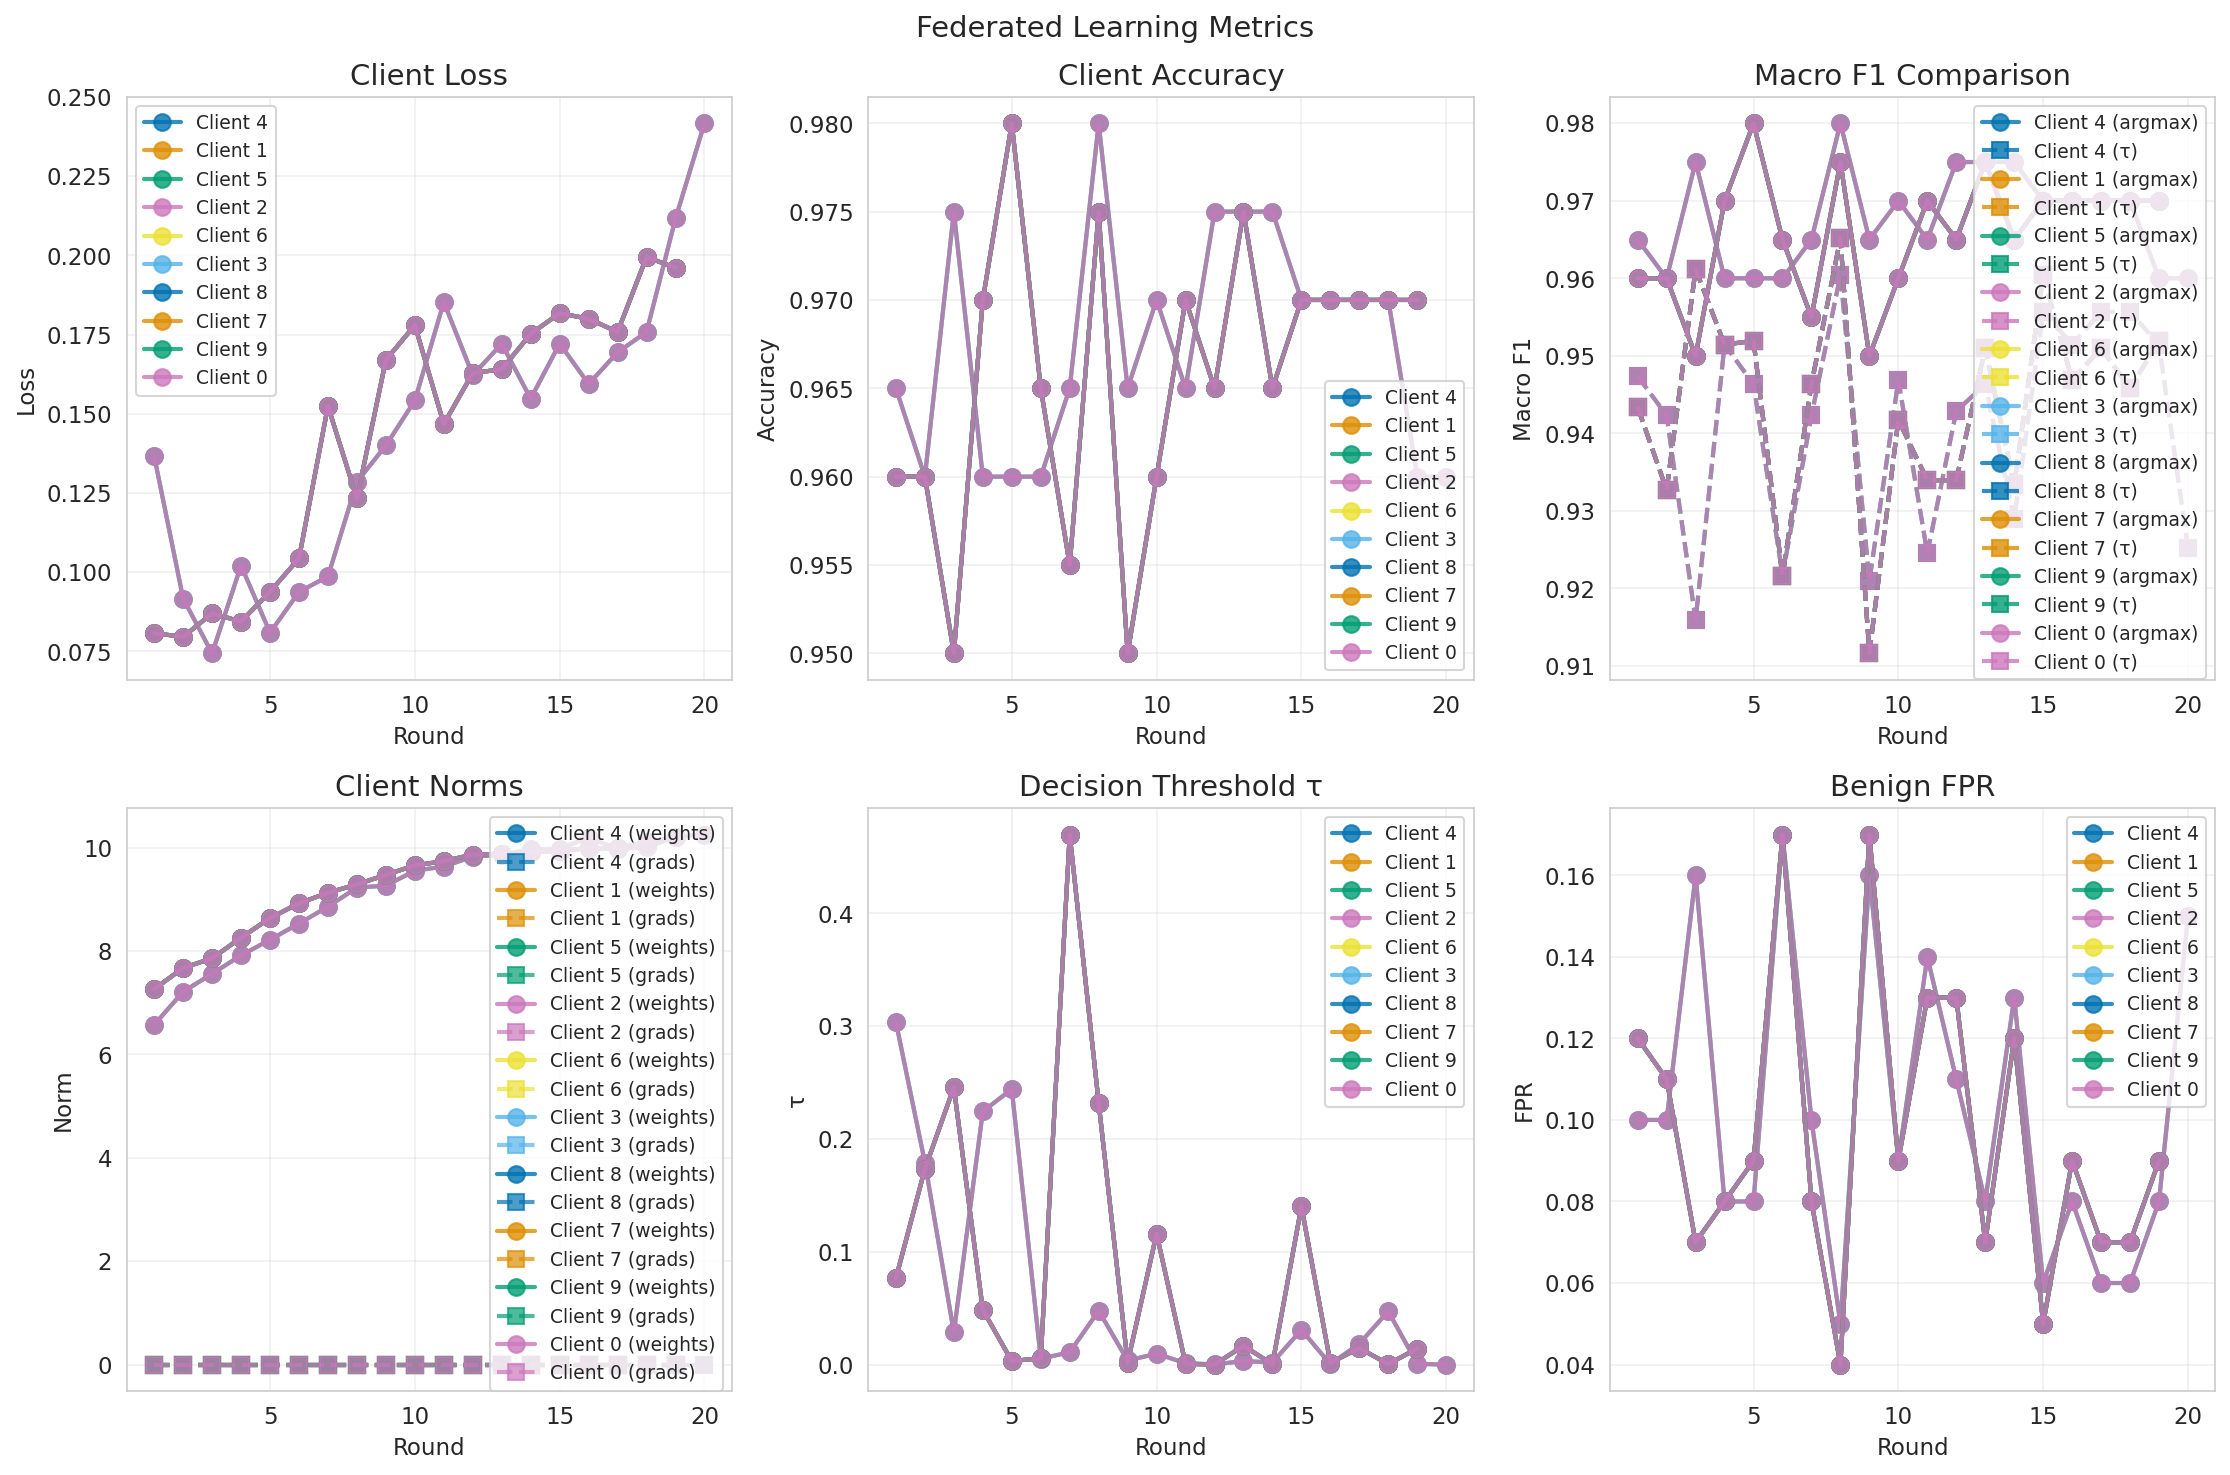 Federated Learning Metrics
Client Loss
0.250
0.225
0.200
0.175
0.150
0.125
0.100
0.075
Loss
5
10
15
20
Round
Client 4
Client 1
Client 5
Client 2
Client 6
Client 3
Client 8
Client 7
Client 9
Client 0
Client Accuracy
0.980
0.975
0.970
0.965
0.960
0.955
0.950
Accuracy
5
10
15
20
Round
Client 4
Client 1
Client 5
Client 2
Client 6
Client 3
Client 8
Client 7
Client 9
Client 0
Macro F1 Comparison
0.98
0.97
0.96
0.95
0.94
0.93
0.92
0.91
Macro F1
5
10
15
20
Round
Client 4 (argmax)
Client 4 (τ)
Client 1 (argmax)
Client 1 (τ)
Client 5 (argmax)
Client 5 (τ)
Client 2 (argmax)
Client 2 (τ)
Client 6 (argmax)
Client 6 (τ)
Client 3 (argmax)
Client 3 (τ)
Client 8 (argmax)
Client 8 (τ)
Client 7 (argmax)
Client 7 (τ)
Client 9 (argmax)
Client 9 (τ)
Client 0 (argmax)
Client 0 (τ)
Client Norms
10
8
6
4
2
0
Norm
5
10
15
20
Round
Client 4 (weights)
Client 4 (grads)
Client 1 (weights)
Client 1 (grads)
Client 5 (weights)
Client 5 (grads)
Client 2 (weights)
Client 2 (grads)
Client 6 (weights)
Client 6 (grads)
Client 3 (weights)
Client 3 (grads)
Client 8 (weights)
Client 8 (grads)
Client 7 (weights)
Client 7 (grads)
Client 9 (weights)
Client 9 (grads)
Client 0 (weights)
Client 0 (grads)
Decision Threshold τ
0.4
0.3
0.2
0.1
0.0
τ
5
10
15
20
Round
Client 4
Client 1
Client 5
Client 2
Client 6
Client 3
Client 8
Client 7
Client 9
Client 0
Benign FPR
0.16
0.14
0.12
0.10
0.08
0.06
0.04
FPR
5
10
15
20
Round
Client 4
Client 1
Client 5
Client 2
Client 6
Client 3
Client 8
Client 7
Client 9
Client 0